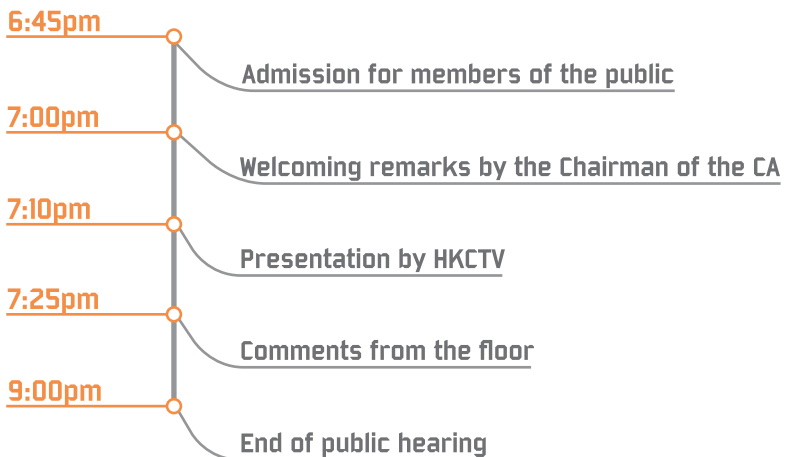 6:45pm
Admission for members of the public
7:00pm
Welcoming remarks by the Chairman of the CA
7:10pm
Presentation by HKCTV
7:25pm
Comments from the floor
9:00pm
End of public hearing